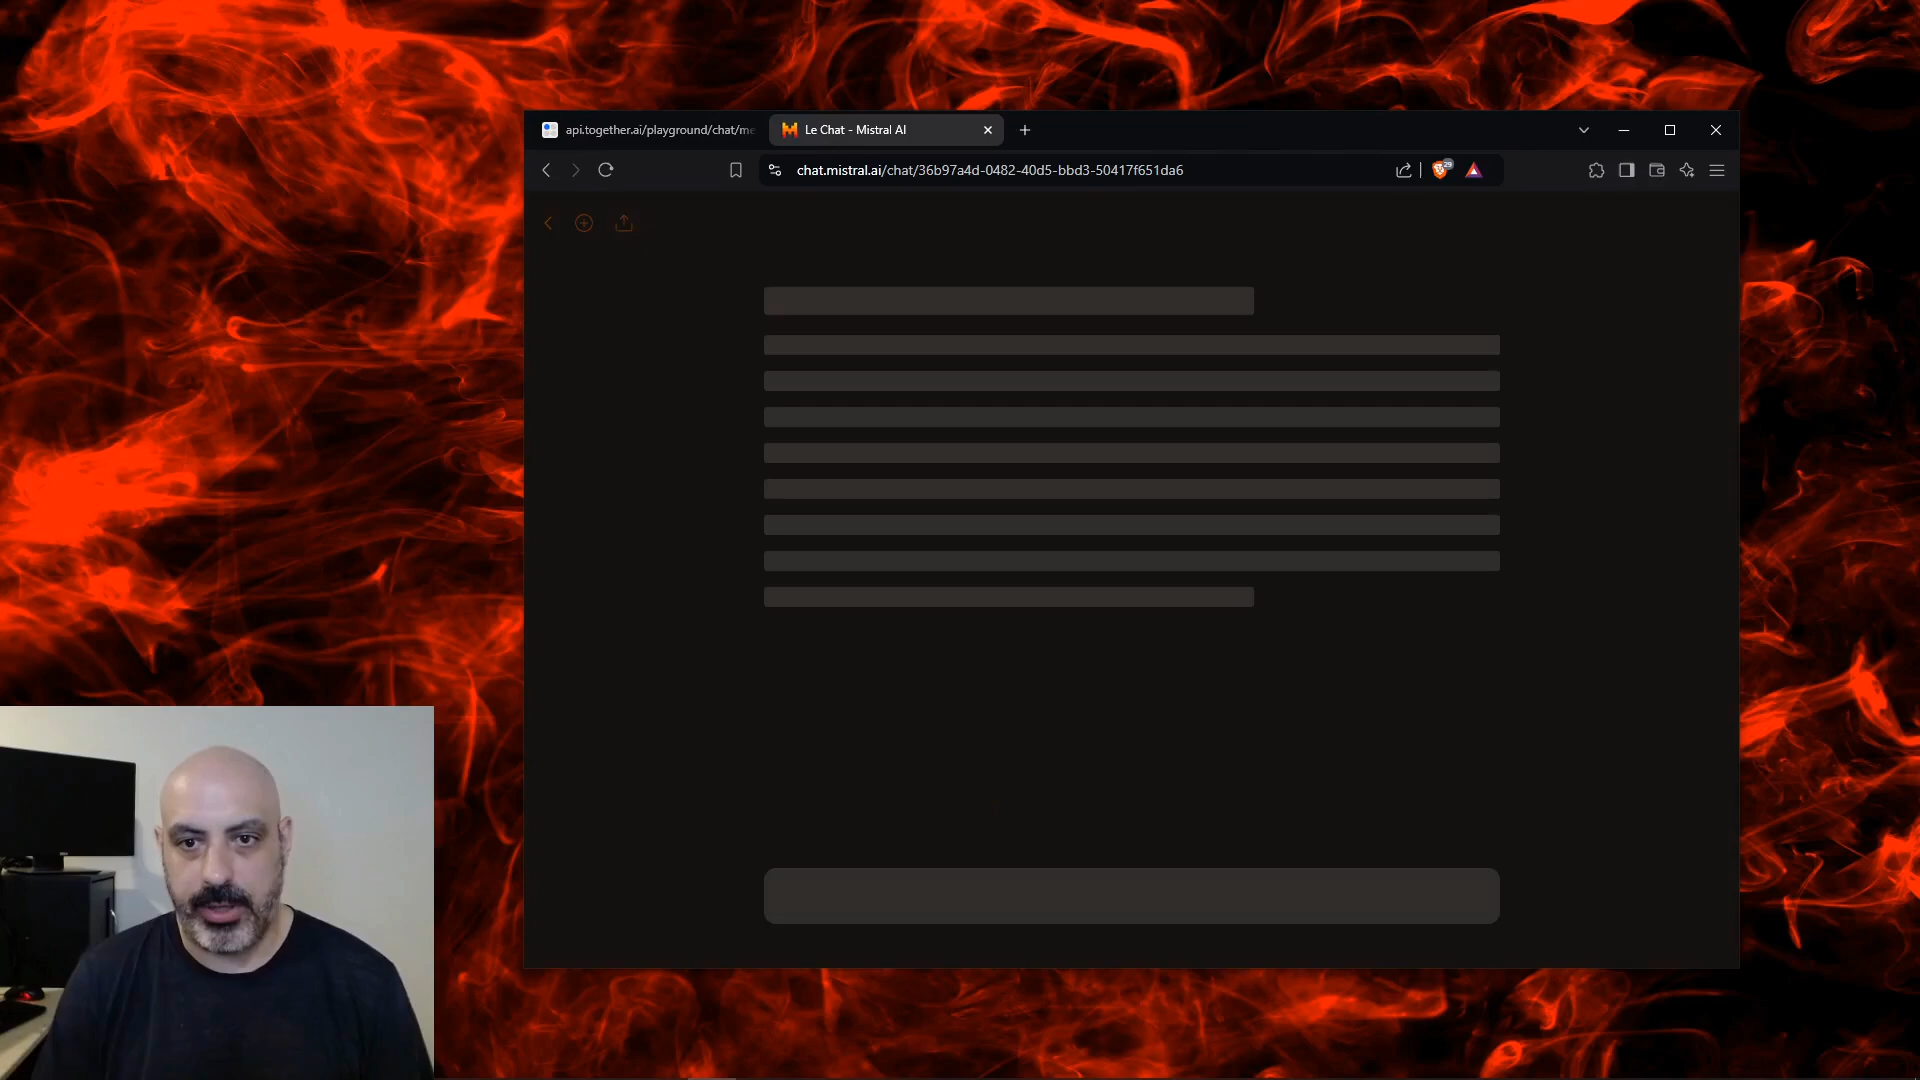 api.together.ai/playground/chat/me
Le Chat - Mistral AI
chat.mistral.ai/chat/36b97a4d-0482-40d5-bbd3-50417f651da6
29